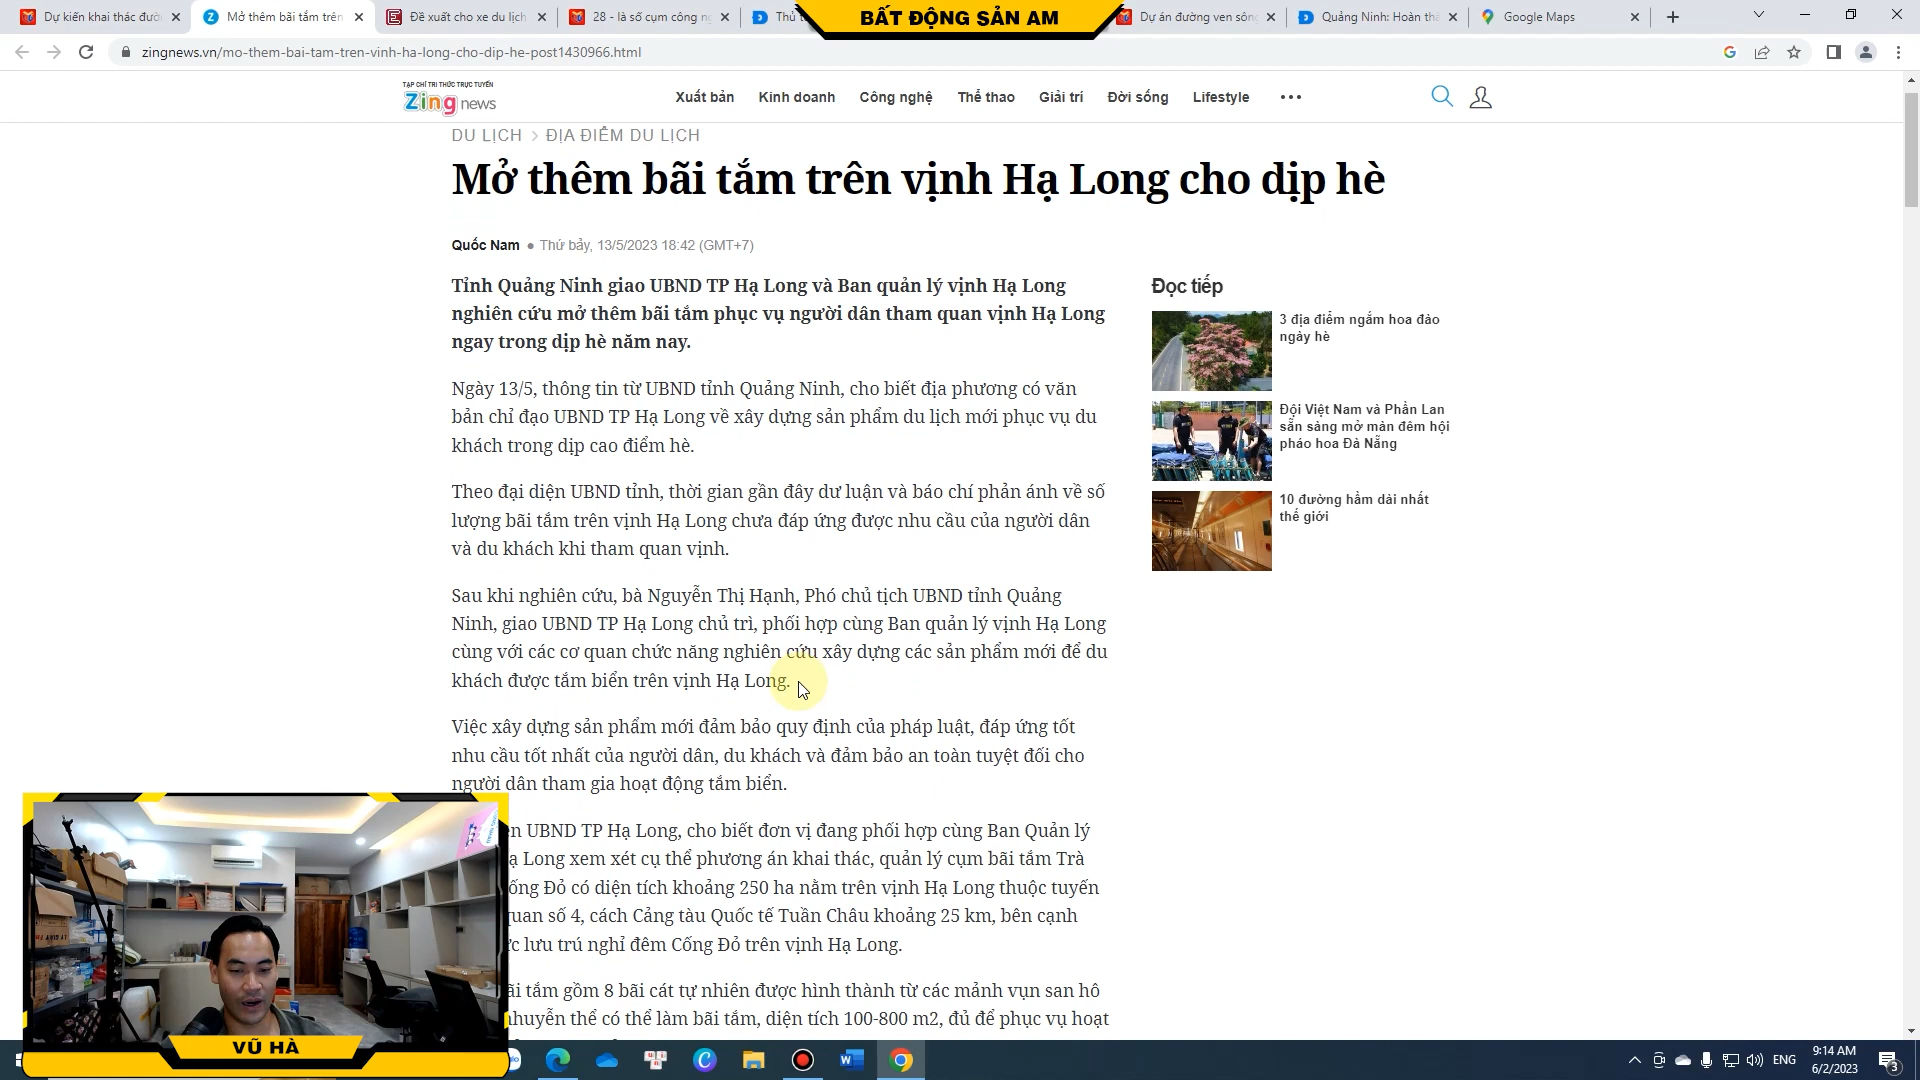 Dự kiến khai thác đườn
Mở thêm bãi tắm trên
Đề xuất cho xe du lịch
28 - là số cụm công ng
Thủ t
BẤT ĐỘNG SẢN AM
Dự án đường ven sông
Quảng Ninh: Hoàn thà
Google Maps
zingnews.vn/mo-them-bai-tam-tren-vinh-ha-long-cho-dip-he-post1430966.html
TẠP CHÍ TRI THỨC TRỰC TUYẾN
Zing news
Xuất bản Kinh doanh Công nghệ Thể thao Giải trí Đời sống Lifestyle
DU LỊCH > ĐỊA ĐIỂM DU LỊCH
Mở thêm bãi tắm trên vịnh Hạ Long cho dịp hè
Quốc Nam • Thứ bảy, 13/5/2023 18:42 (GMT+7)
Tỉnh Quảng Ninh giao UBND TP Hạ Long và Ban quản lý vịnh Hạ Long
nghiên cứu mở thêm bãi tắm phục vụ người dân tham quan vịnh Hạ Long
ngay trong dịp hè năm nay.
Ngày 13/5, thông tin từ UBND tỉnh Quảng Ninh, cho biết địa phương có văn
bản chỉ đạo UBND TP Hạ Long về xây dựng sản phẩm du lịch mới phục vụ du
khách trong dịp cao điểm hè.
Theo đại diện UBND tỉnh, thời gian gần đây dư luận và báo chí phản ánh về số
lượng bãi tắm trên vịnh Hạ Long chưa đáp ứng được nhu cầu của người dân
và du khách khi tham quan vịnh.
Sau khi nghiên cứu, bà Nguyễn Thị Hạnh, Phó chủ tịch UBND tỉnh Quảng
Ninh, giao UBND TP Hạ Long chủ trì, phối hợp cùng Ban quản lý vịnh Hạ Long
cùng với các cơ quan chức năng nghiên cứu xây dựng các sản phẩm mới để du
khách được tắm biển trên vịnh Hạ Long.
Việc xây dựng sản phẩm mới đảm bảo quy định của pháp luật, đáp ứng tốt
nhu cầu tốt nhất của người dân, du khách và đảm bảo an toàn tuyệt đối cho
người dân tham gia hoạt động tắm biển.
n UBND TP Hạ Long, cho biết đơn vị đang phối hợp cùng Ban Quản lý
ạ Long xem xét cụ thể phương án khai thác, quản lý cụm bãi tắm Trà
ống Đỏ có diện tích khoảng 250 ha nằm trên vịnh Hạ Long thuộc tuyến
quan số 4, cách Cảng tàu Quốc tế Tuần Châu khoảng 25 km, bên cạnh
c lưu trú nghỉ đêm Cống Đỏ trên vịnh Hạ Long.
ãi tắm gồm 8 bãi cát tự nhiên được hình thành từ các mảnh vụn san hô
nhuyễn thể có thể làm bãi tắm, diện tích 100-800 m2, đủ để phục vụ hoạt
Đọc tiếp
3 địa điểm ngắm hoa đào
ngày hè
Đội Việt Nam và Phần Lan
sẵn sàng mở màn đêm hội
pháo hoa Đà Nẵng
10 đường hầm dài nhất
thế giới
VŨ HÀ
ENG
9:14 AM
6/2/2023
3